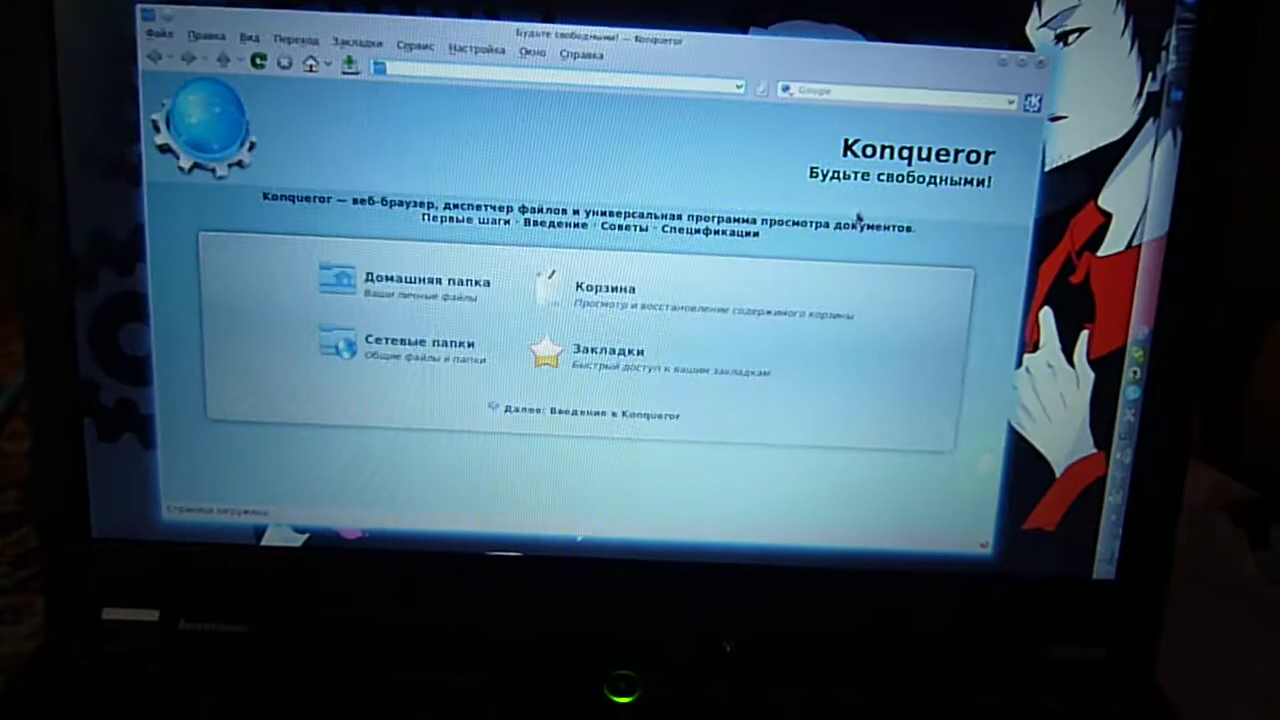 Будьте свободными! — Konqueror
Файл Правка Вид Переход Закладки Сервис Настройка Окно Справка
Google
Konqueror
Будьте свободными!
Konqueror — веб-браузер, диспетчер файлов и универсальная программа просмотра документов.
Первые шаги · Введение · Советы · Спецификации
Домашняя папка
Ваши личные файлы
Корзина
Просмотр и восстановление содержимого корзины
Сетевые папки
Общие файлы и папки
Закладки
Быстрый доступ к вашим закладкам
Далее: Введение в Konqueror
Страница загружена.